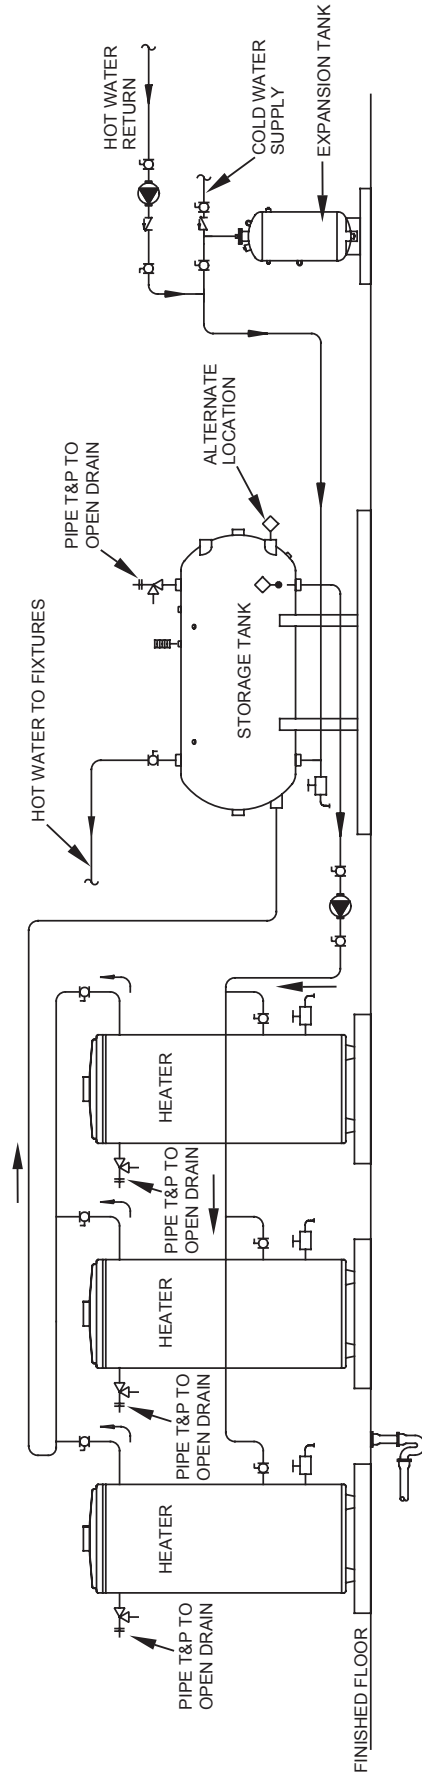 FINISHED FLOOR
PIPE T&P TO
OPEN DRAIN
HEATER
PIPE T&P TO
OPEN DRAIN
HEATER
PIPE T&P TO
OPEN DRAIN
HEATER
HOT WATER TO FIXTURES
PIPE T&P TO
OPEN DRAIN
STORAGE TANK
ALTERNATE
LOCATION
HOT WATER
RETURN
COLD WATER
SUPPLY
EXPANSION TANK